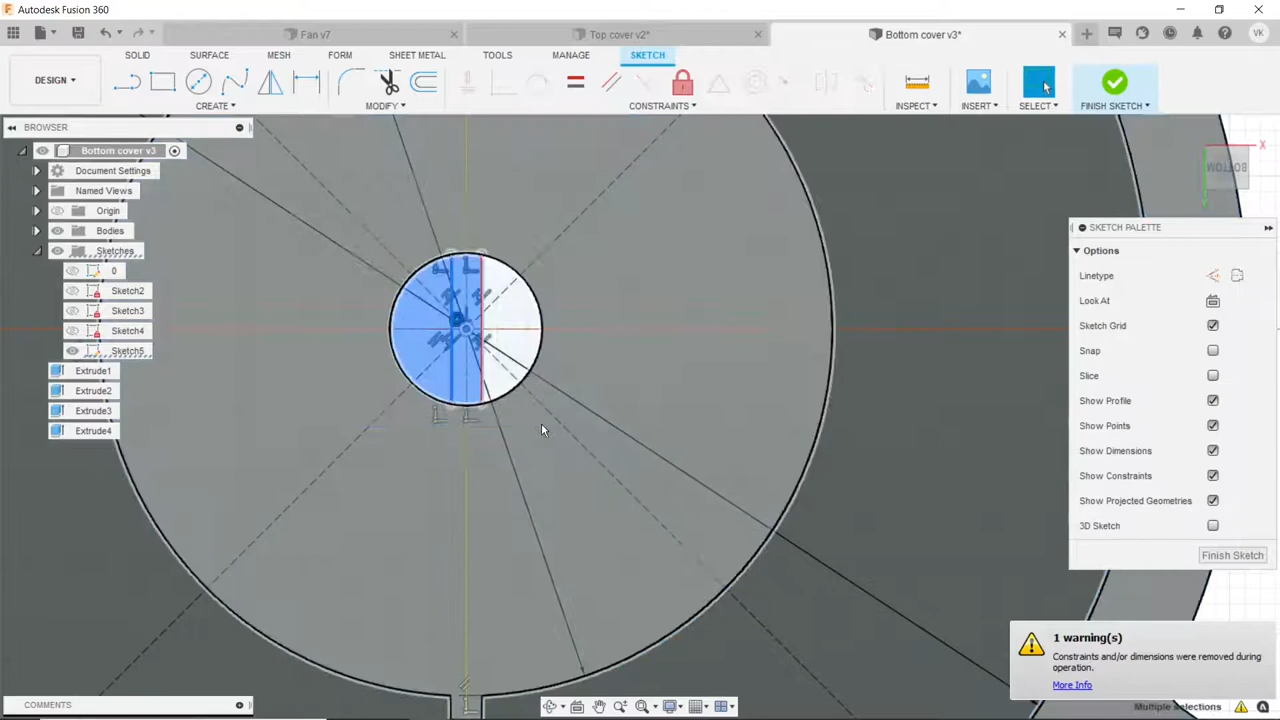 Autodesk Fusion 360
Fan v7
Top cover v2*
Bottom cover v3*
VK
DESIGN
SOLID
SURFACE
MESH
FORM
SHEET METAL
TOOLS
MANAGE
SKETCH
CREATE
MODIFY
CONSTRAINTS
INSPECT
INSERT
SELECT
FINISH SKETCH
BROWSER
Bottom cover v3
Document Settings
Named Views
Origin
Bodies
Sketches
0
Sketch2
Sketch3
Sketch4
Sketch5
Extrude1
Extrude2
Extrude3
Extrude4
X
BOTTOM
SKETCH PALETTE
Options
Linetype
Look At
Sketch Grid
Snap
Slice
Show Profile
Show Points
Show Dimensions
Show Constraints
Show Projected Geometries
3D Sketch
Finish Sketch
1 warning(s)
Constraints and/or dimensions were removed during
operation.
More Info
COMMENTS
Multiple selections